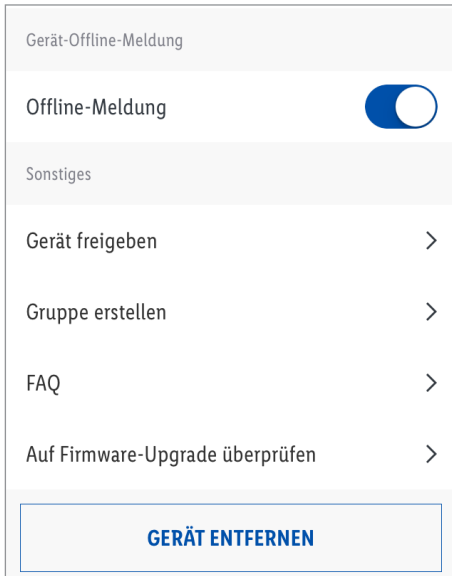 Gerät-Offline-Meldung
Offline-Meldung
Sonstiges
Gerät freigeben
Gruppe erstellen
FAQ
Auf Firmware-Upgrade überprüfen
GERÄT ENTFERNEN